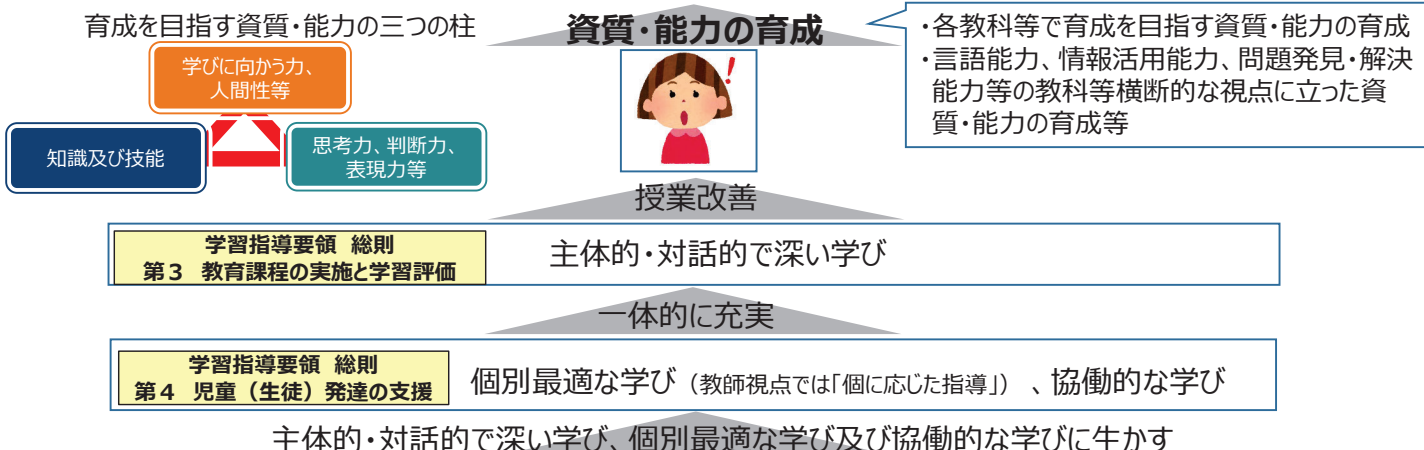 育成を目指す資質・能力の三つの柱
学びに向かう力、
人間性等
知識及び技能
思考力、判断力、
表現力等
資質・能力の育成
・各教科等で育成を目指す資質・能力の育成
・言語能力、情報活用能力、問題発見・解決
能力等の教科等横断的な視点に立った資
質・能力の育成等
授業改善
学習指導要領 総則
第3 教育課程の実施と学習評価
主体的・対話的で深い学び
一体的に充実
学習指導要領 総則
第4 児童（生徒）発達の支援
個別最適な学び（教師視点では「個に応じた指導」）、協働的な学び
主体的・対話的で深い学び、個別最適な学び及び協働的な学びに生かす